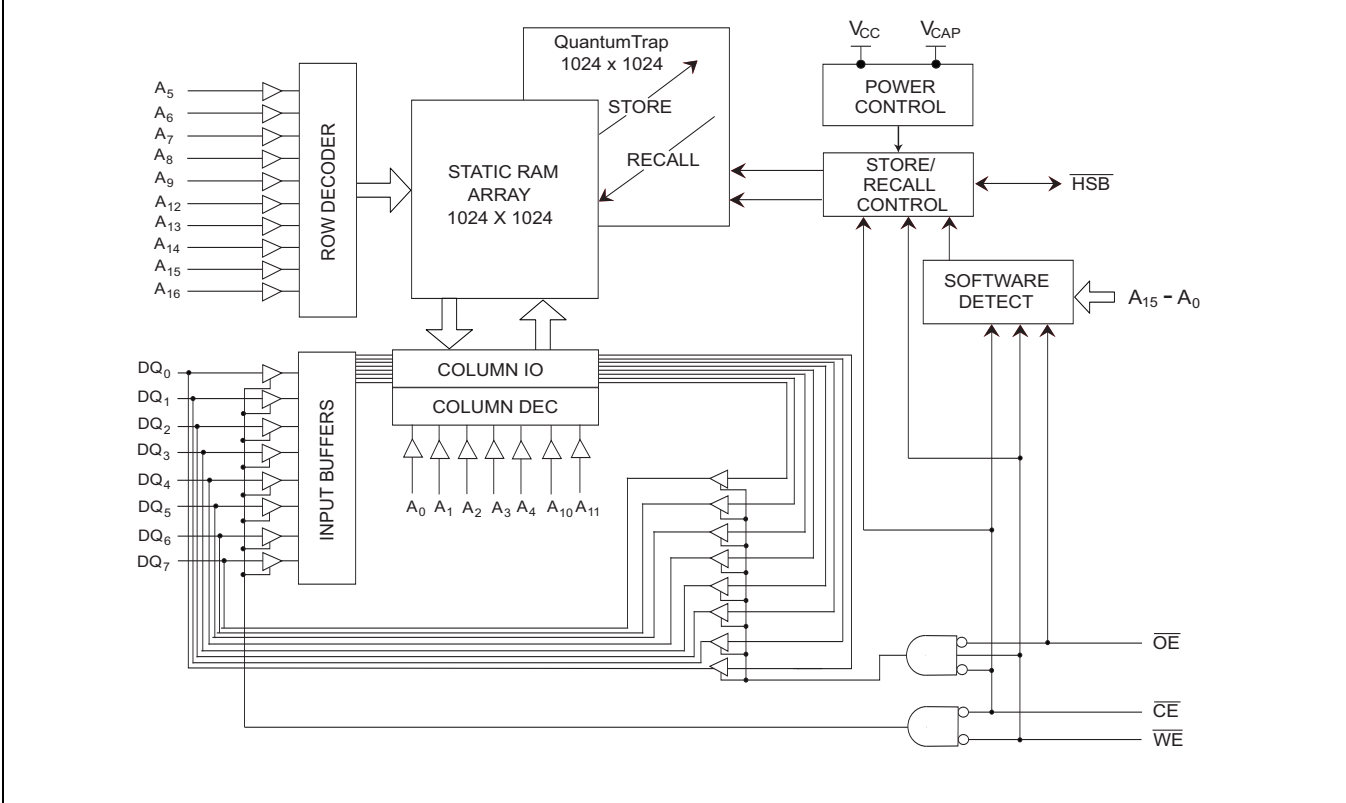 V_CC
V_CAP
QuantumTrap
1024 x 1024
STORE
RECALL
POWER
CONTROL
STORE/
RECALL
CONTROL
HSB
A5
A6
A7
A8
A9
A12
A13
A14
A15
A16
ROW DECODER
STATIC RAM
ARRAY
1024 X 1024
SOFTWARE
DETECT
A15 - A0
DQ0
DQ1
DQ2
DQ3
DQ4
DQ5
DQ6
DQ7
INPUT BUFFERS
COLUMN IO
COLUMN DEC
A0 A1 A2 A3 A4 A10 A11
OE
CE
WE